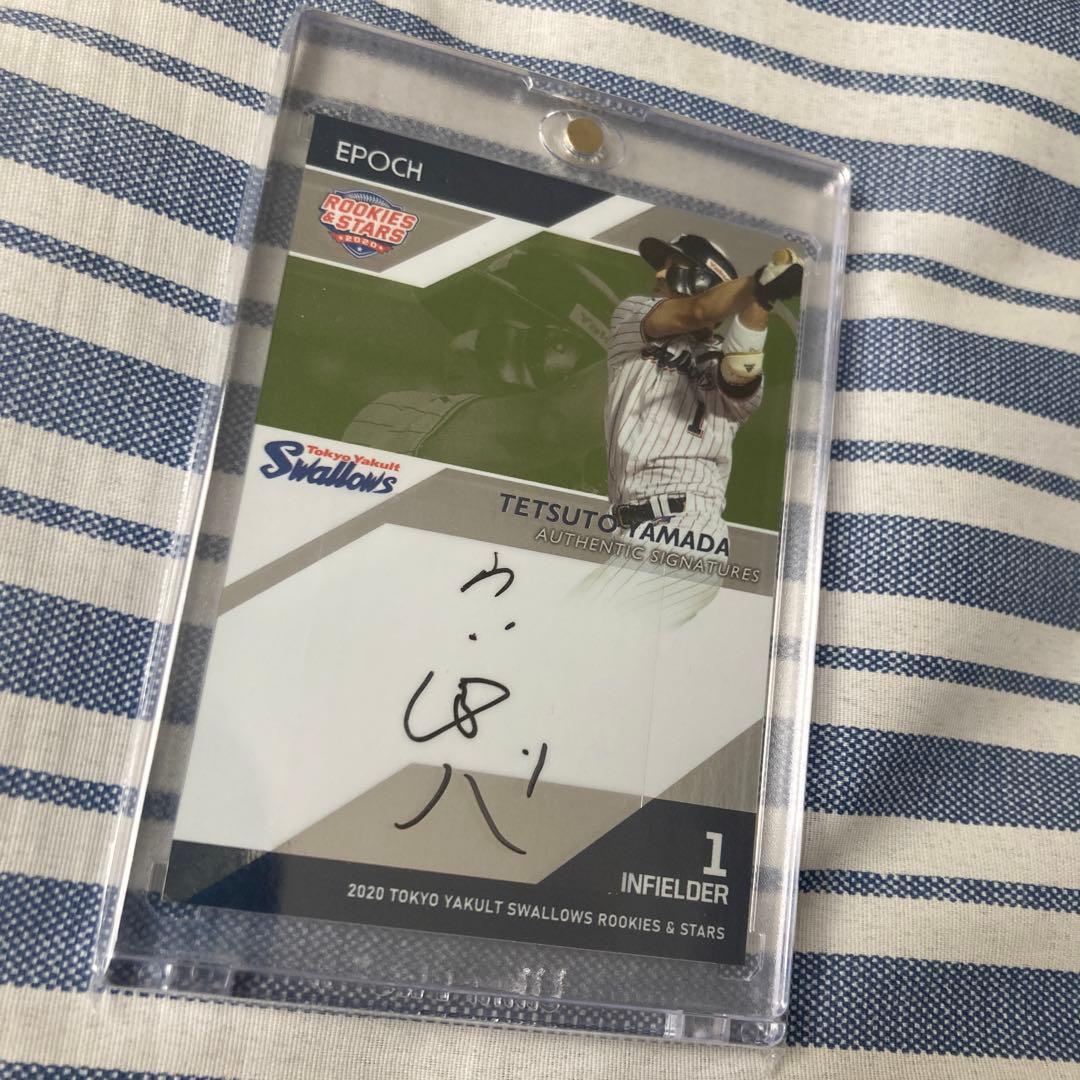 EPOCH
ROOKIES
& STARS
2020
Tokyo Yakult
Swallows
1
TETSUTO YAMADA
AUTHENTIC SIGNATURES
1
INFIELDER
2020 TOKYO YAKULT SWALLOWS ROOKIES & STARS